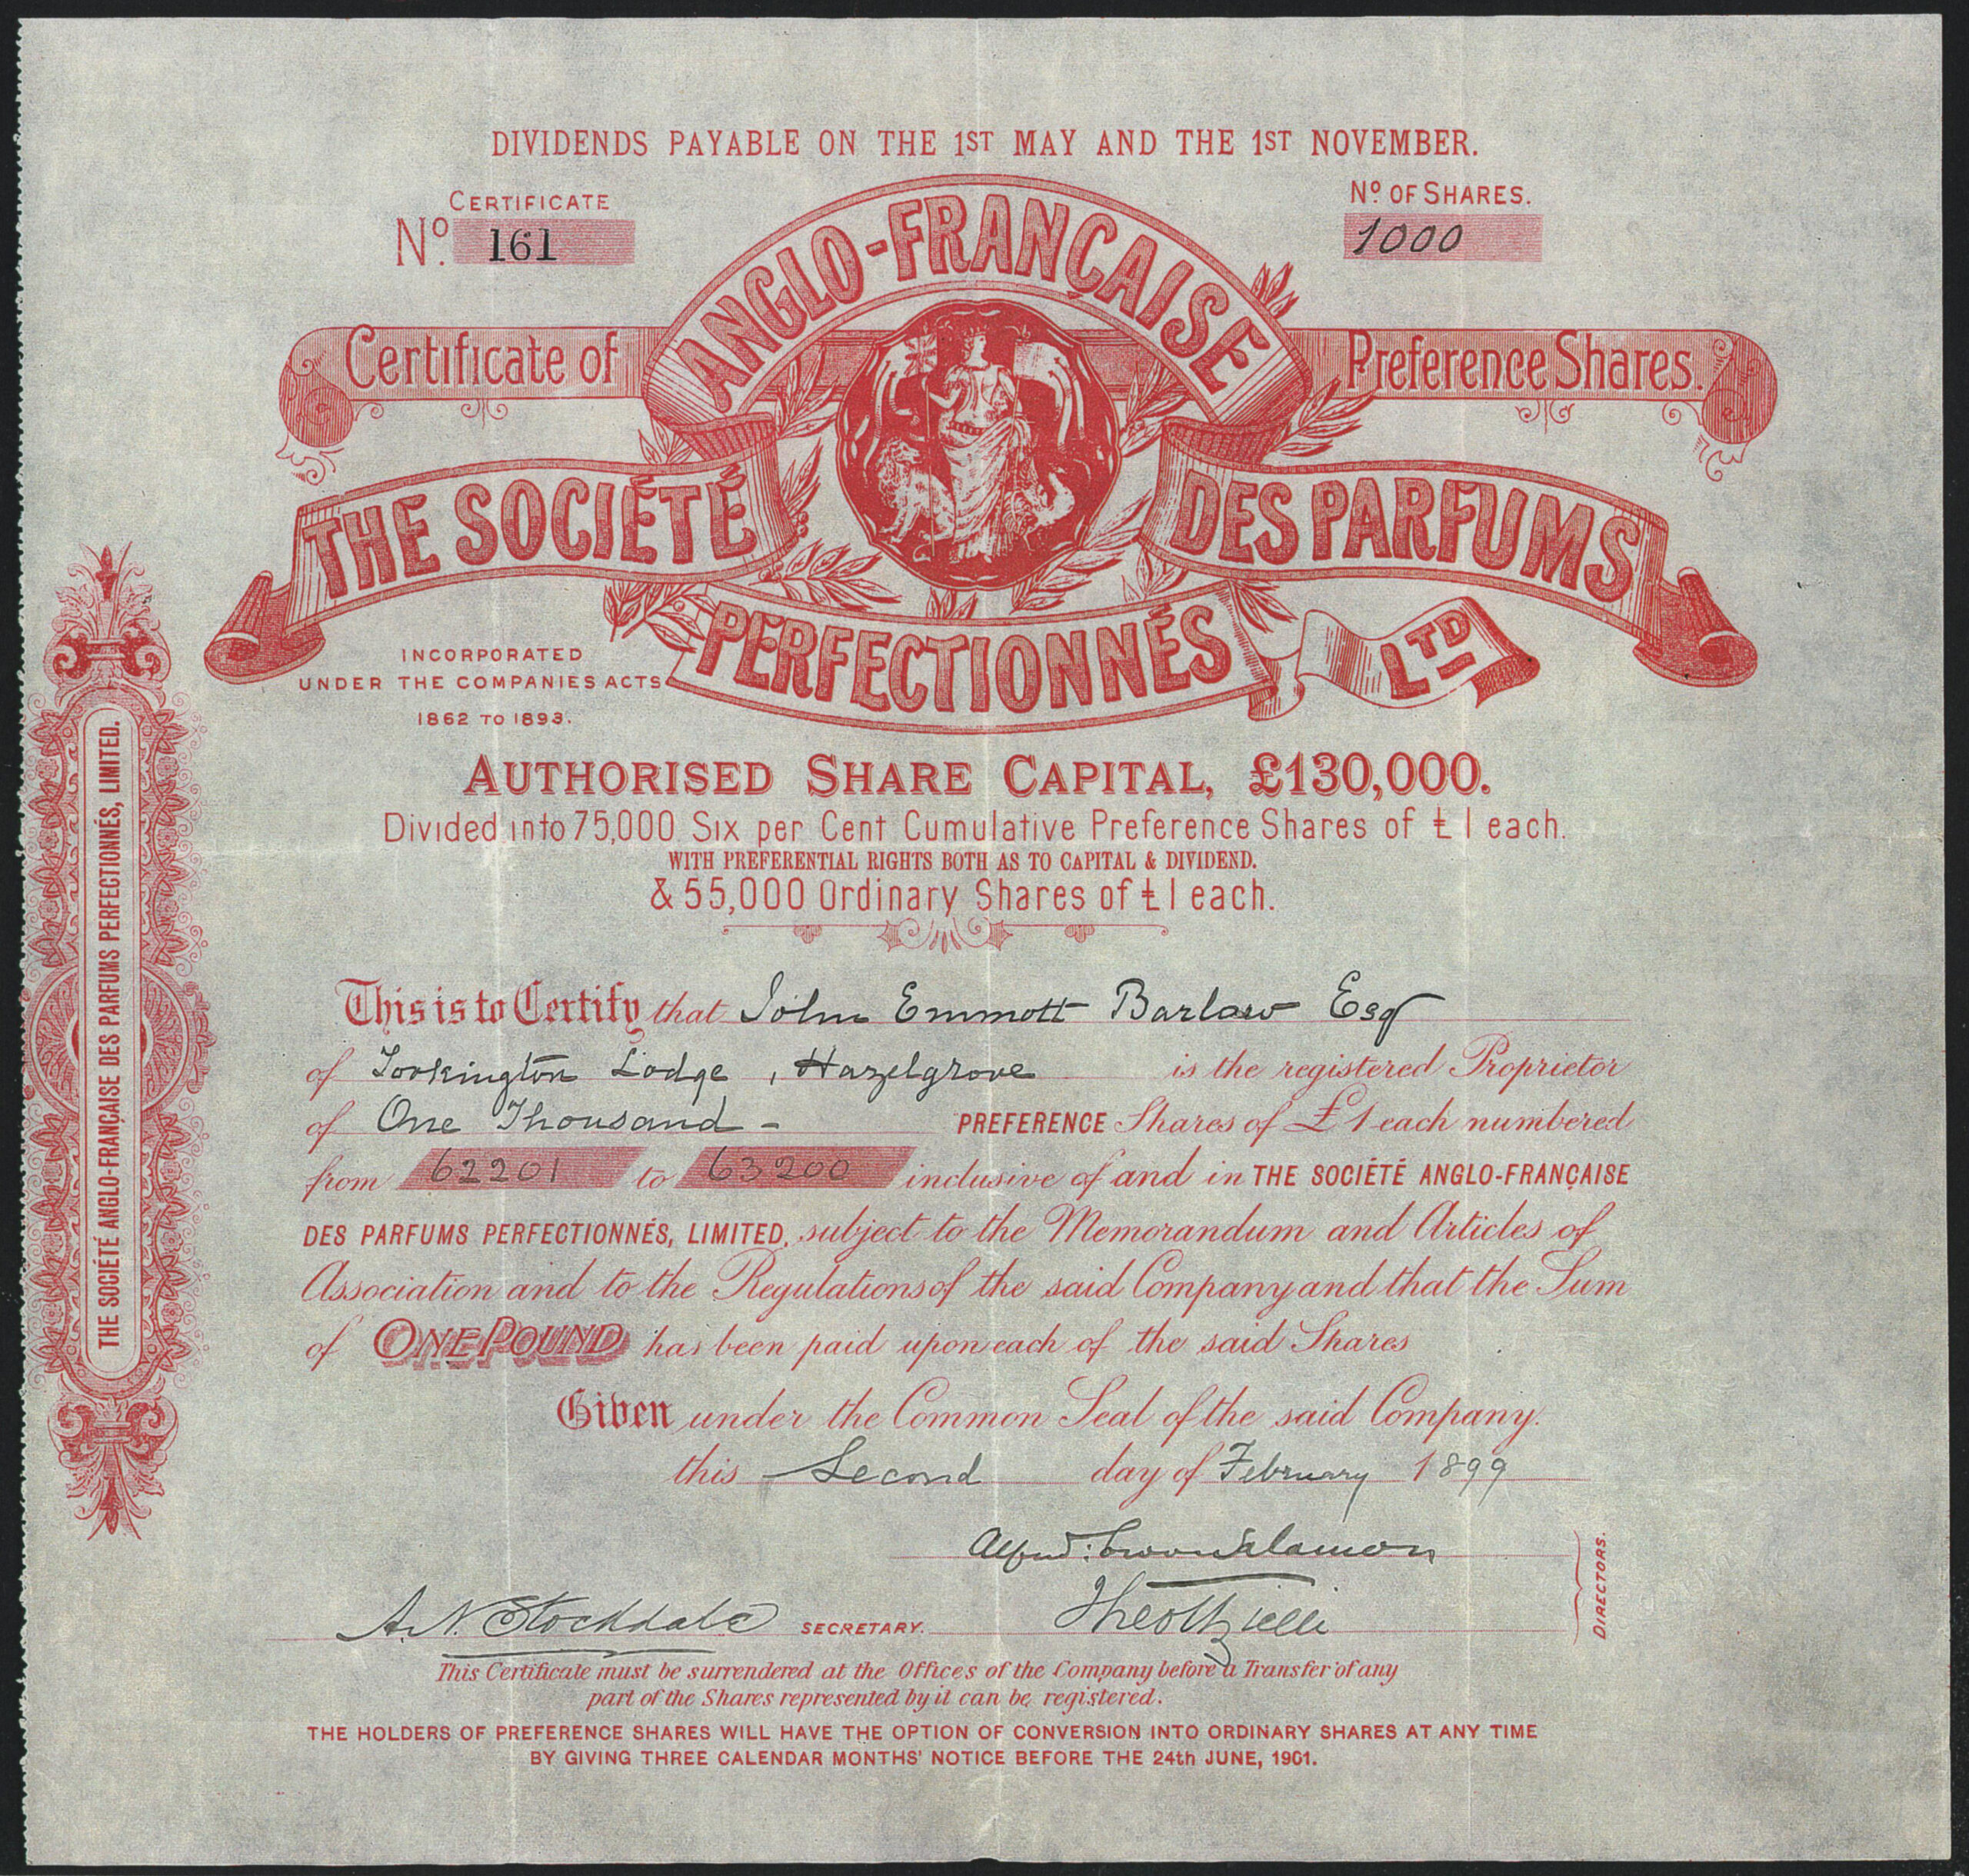 DIVIDENDS PAYABLE ON THE 1ST MAY AND THE 1ST NOVEMBER.
CERTIFICATE
Nº 161
Nº OF SHARES.
1000
Certificate of
ANGLO-FRANÇAISE
Preference Shares.
THE SOCIÉTÉ
DES PARFUMS
PERFECTIONNÉS
LTD
INCORPORATED
UNDER THE COMPANIES ACTS
1862 TO 1893.
AUTHORISED SHARE CAPITAL, £130,000.
Divided into 75,000 Six per Cent Cumulative Preference Shares of £1 each.
WITH PREFERENTIAL RIGHTS BOTH AS TO CAPITAL & DIVIDEND.
& 55,000 Ordinary Shares of £1 each.
This is to Certify that John Emmott Barlow Esqr
of Torkington Lodge, Hazelgrove is the registered Proprietor
of One Thousand - PREFERENCE Shares of £1 each numbered
from 62201 to 63200 inclusive of and in THE SOCIÉTÉ ANGLO-FRANÇAISE
DES PARFUMS PERFECTIONNÉS, LIMITED, subject to the Memorandum and Articles of
Association and to the Regulations of the said Company and that the Sum
of ONE POUND has been paid upon each of the said Shares
Given under the Common Seal of the said Company.
this Second day of February 1899
DIRECTORS.
A. N. Stockdale SECRETARY.
This Certificate must be surrendered at the Offices of the Company before a Transfer of any
part of the Shares represented by it can be registered.
THE HOLDERS OF PREFERENCE SHARES WILL HAVE THE OPTION OF CONVERSION INTO ORDINARY SHARES AT ANY TIME
BY GIVING THREE CALENDAR MONTHS' NOTICE BEFORE THE 24th JUNE, 1901.
THE SOCIÉTÉ ANGLO-FRANÇAISE DES PARFUMS PERFECTIONNÉS, LIMITED.